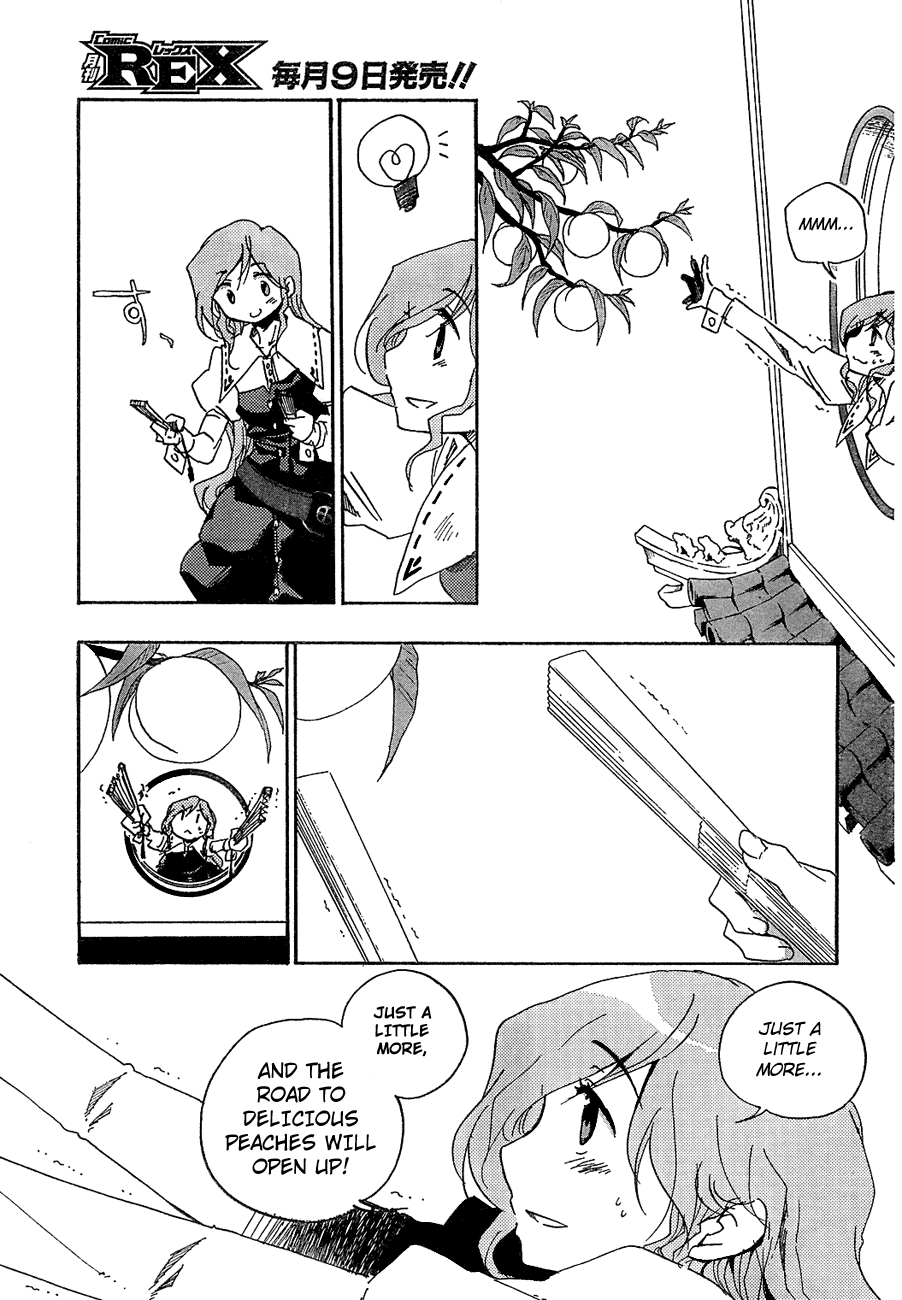 Comic
月刊
REX
レックス
毎月9日発売!!
MMM...
すっ
JUST A
LITTLE
MORE...
JUST A
LITTLE
MORE,
AND THE
ROAD TO
DELICIOUS
PEACHES WILL
OPEN UP!